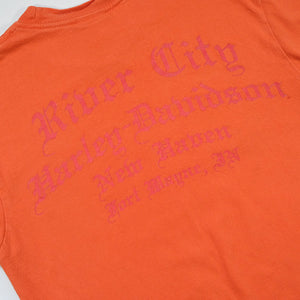 River City
Harley-Davidson
New Haven
Fort Wayne, IN